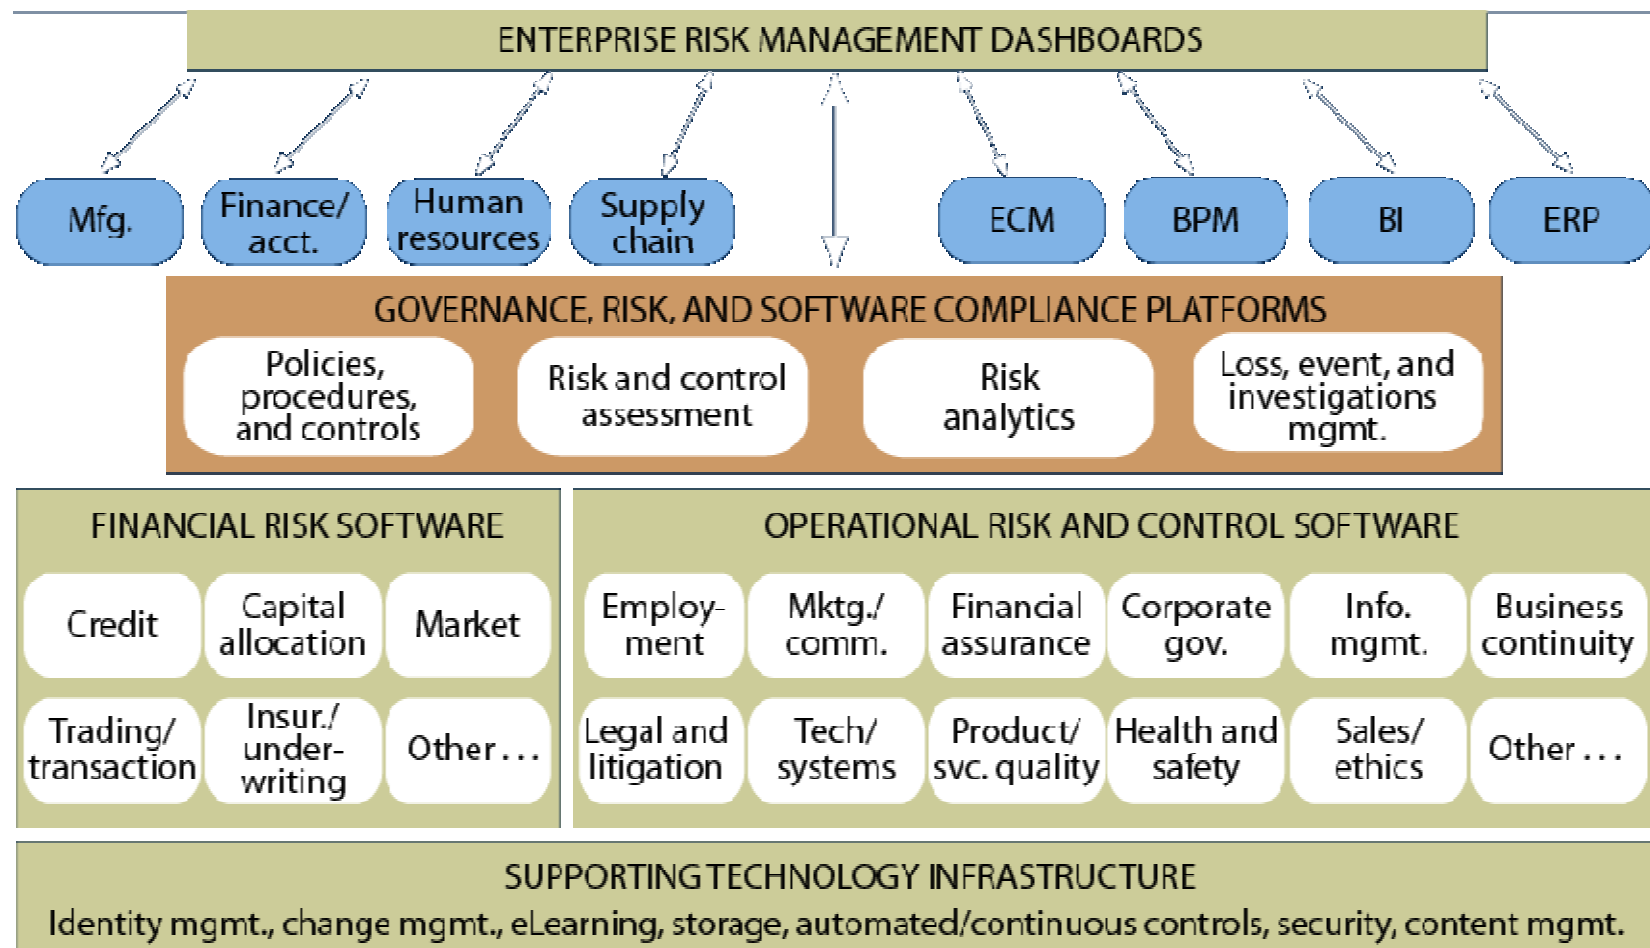 ENTERPRISE RISK MANAGEMENT DASHBOARDS
Mfg.
Finance/
acct.
Human
resources
Supply
chain
ECM
BPM
BI
ERP
GOVERNANCE, RISK, AND SOFTWARE COMPLIANCE PLATFORMS
Policies,
procedures,
and controls
Risk and control
assessment
Risk
analytics
Loss, event, and
investigations
mgmt.
FINANCIAL RISK SOFTWARE
Credit
Capital
allocation
Market
Trading/
transaction
Insur./
under-
writing
Other . . .
OPERATIONAL RISK AND CONTROL SOFTWARE
Employ-
ment
Mktg./
comm.
Financial
assurance
Corporate
gov.
Info.
mgmt.
Business
continuity
Legal and
litigation
Tech/
systems
Product/
svc. quality
Health and
safety
Sales/
ethics
Other . . .
SUPPORTING TECHNOLOGY INFRASTRUCTURE
Identity mgmt., change mgmt., eLearning, storage, automated/continuous controls, security, content mgmt.